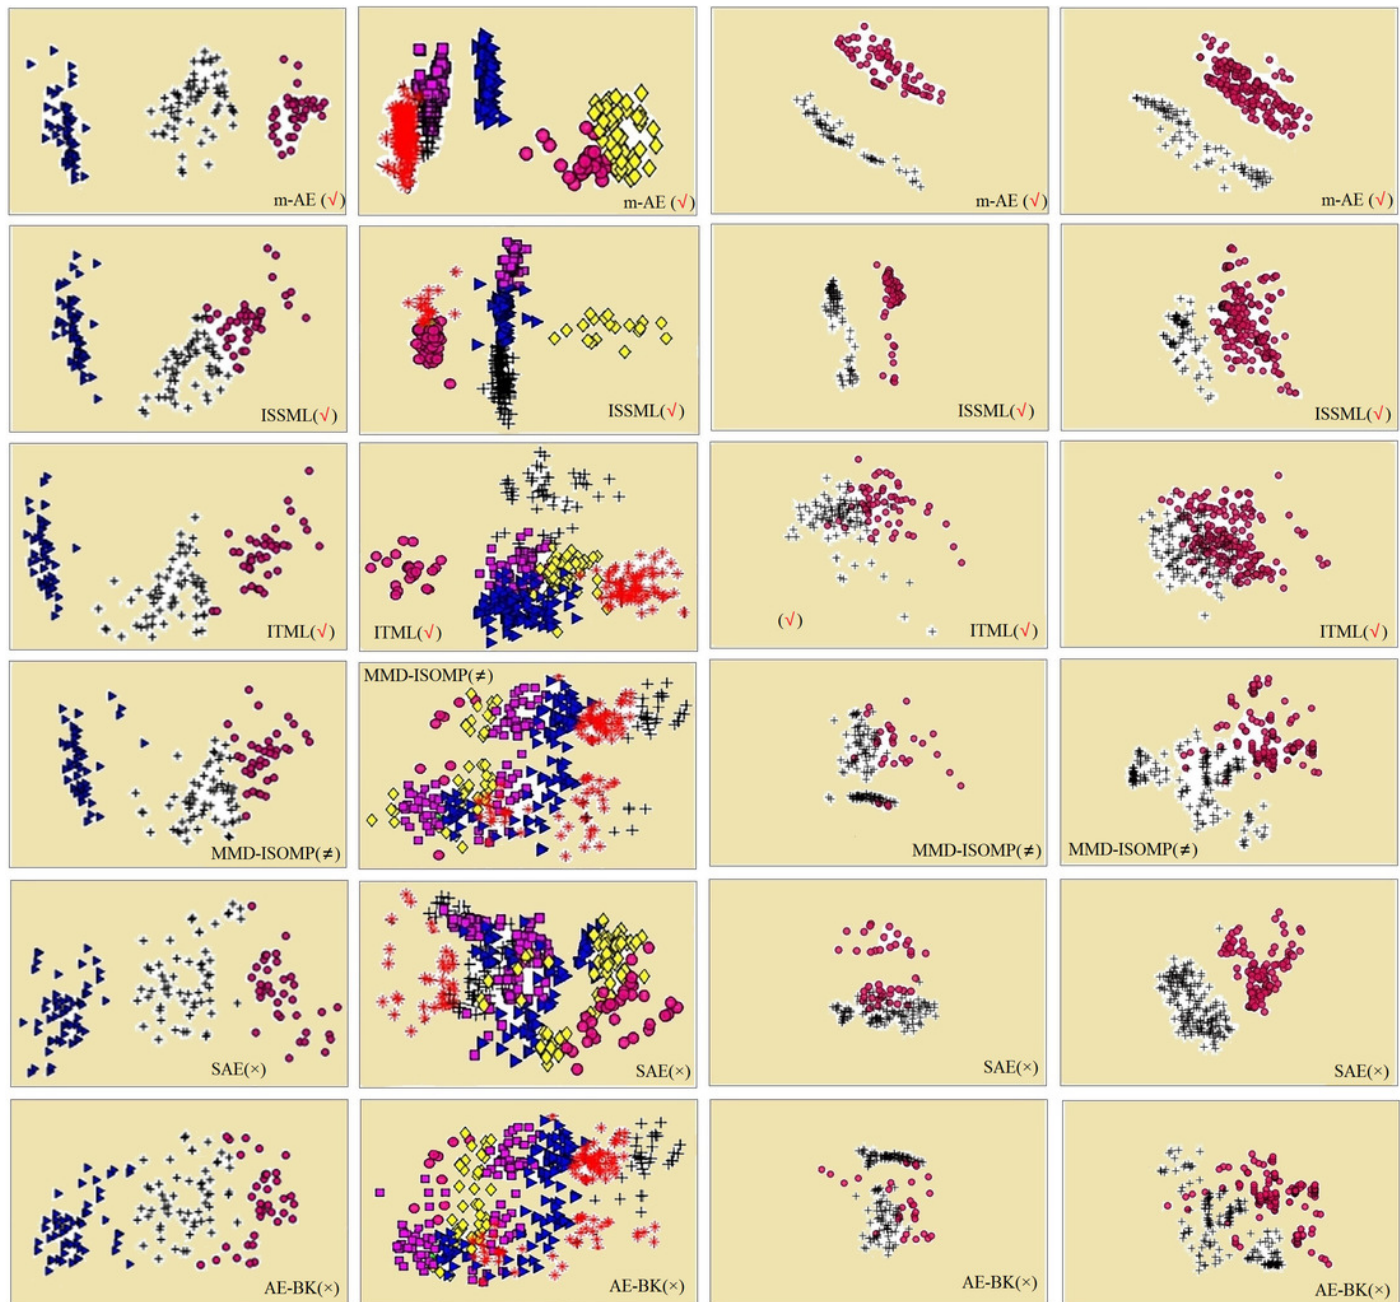 m-AE (√)
m-AE (√)
m-AE (√)
m-AE (√)
ISSML(√)
ISSML(√)
ISSML(√)
ISSML(√)
ITML(√)
ITML(√)
(√)
ITML(√)
ITML(√)
MMD-ISOMP(≠)
MMD-ISOMP(≠)
MMD-ISOMP(≠)
MMD-ISOMP(≠)
SAE(×)
SAE(×)
SAE(×)
SAE(×)
AE-BK(×)
AE-BK(×)
AE-BK(×)
AE-BK(×)